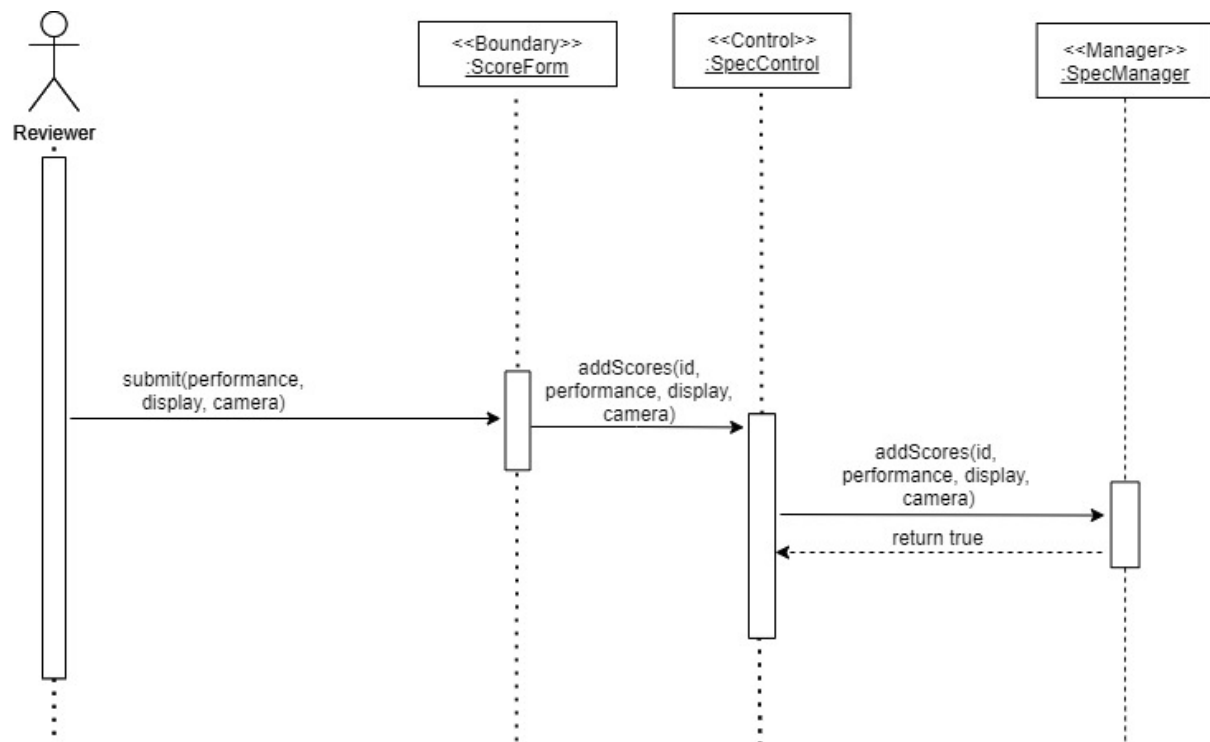 <<Boundary>>
:ScoreForm
<<Control>>
:SpecControl
<<Manager>>
:SpecManager
Reviewer
submit(performance,
display, camera)
addScores(id,
performance, display,
camera)
addScores(id,
performance, display,
camera)
return true